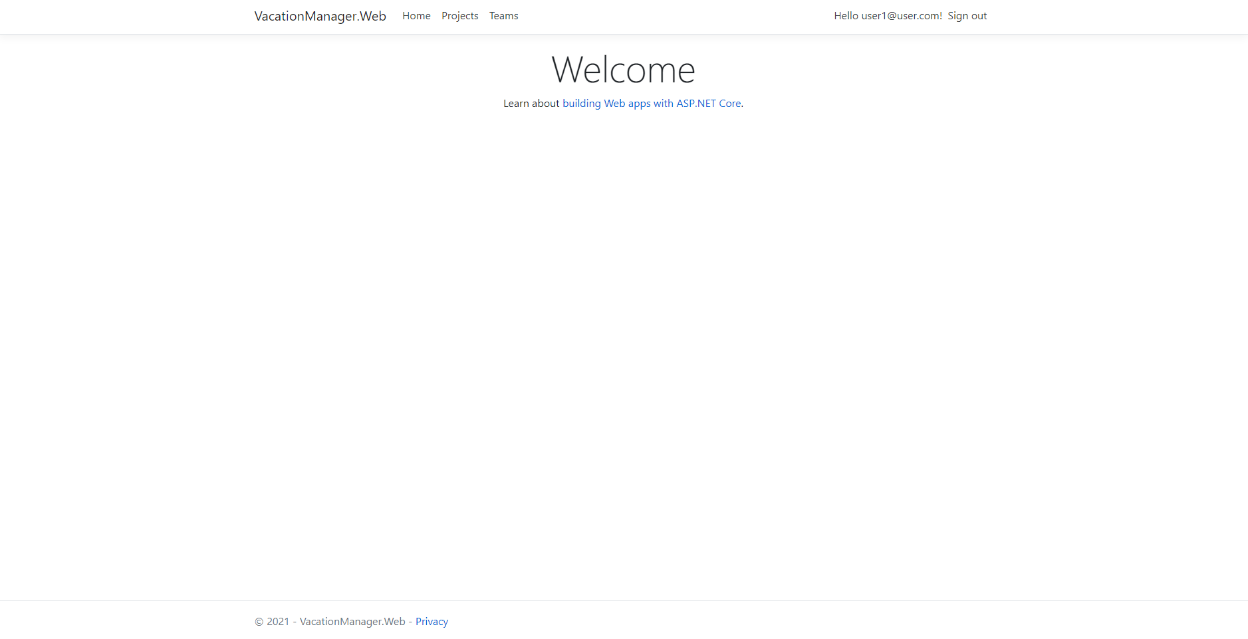 VacationManager.Web Home Projects Teams Hello user1@user.com! Sign out
Welcome
Learn about building Web apps with ASP.NET Core.
© 2021 - VacationManager.Web - Privacy